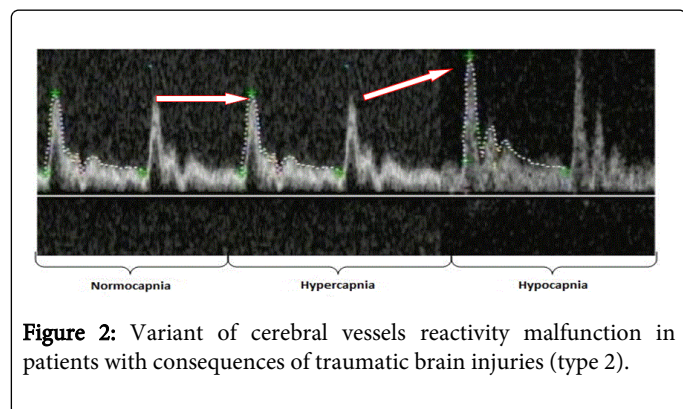 Normocapnia Hypercapnia Hypocapnia
Figure 2: Variant of cerebral vessels reactivity malfunction in
patients with consequences of traumatic brain injuries (type 2).